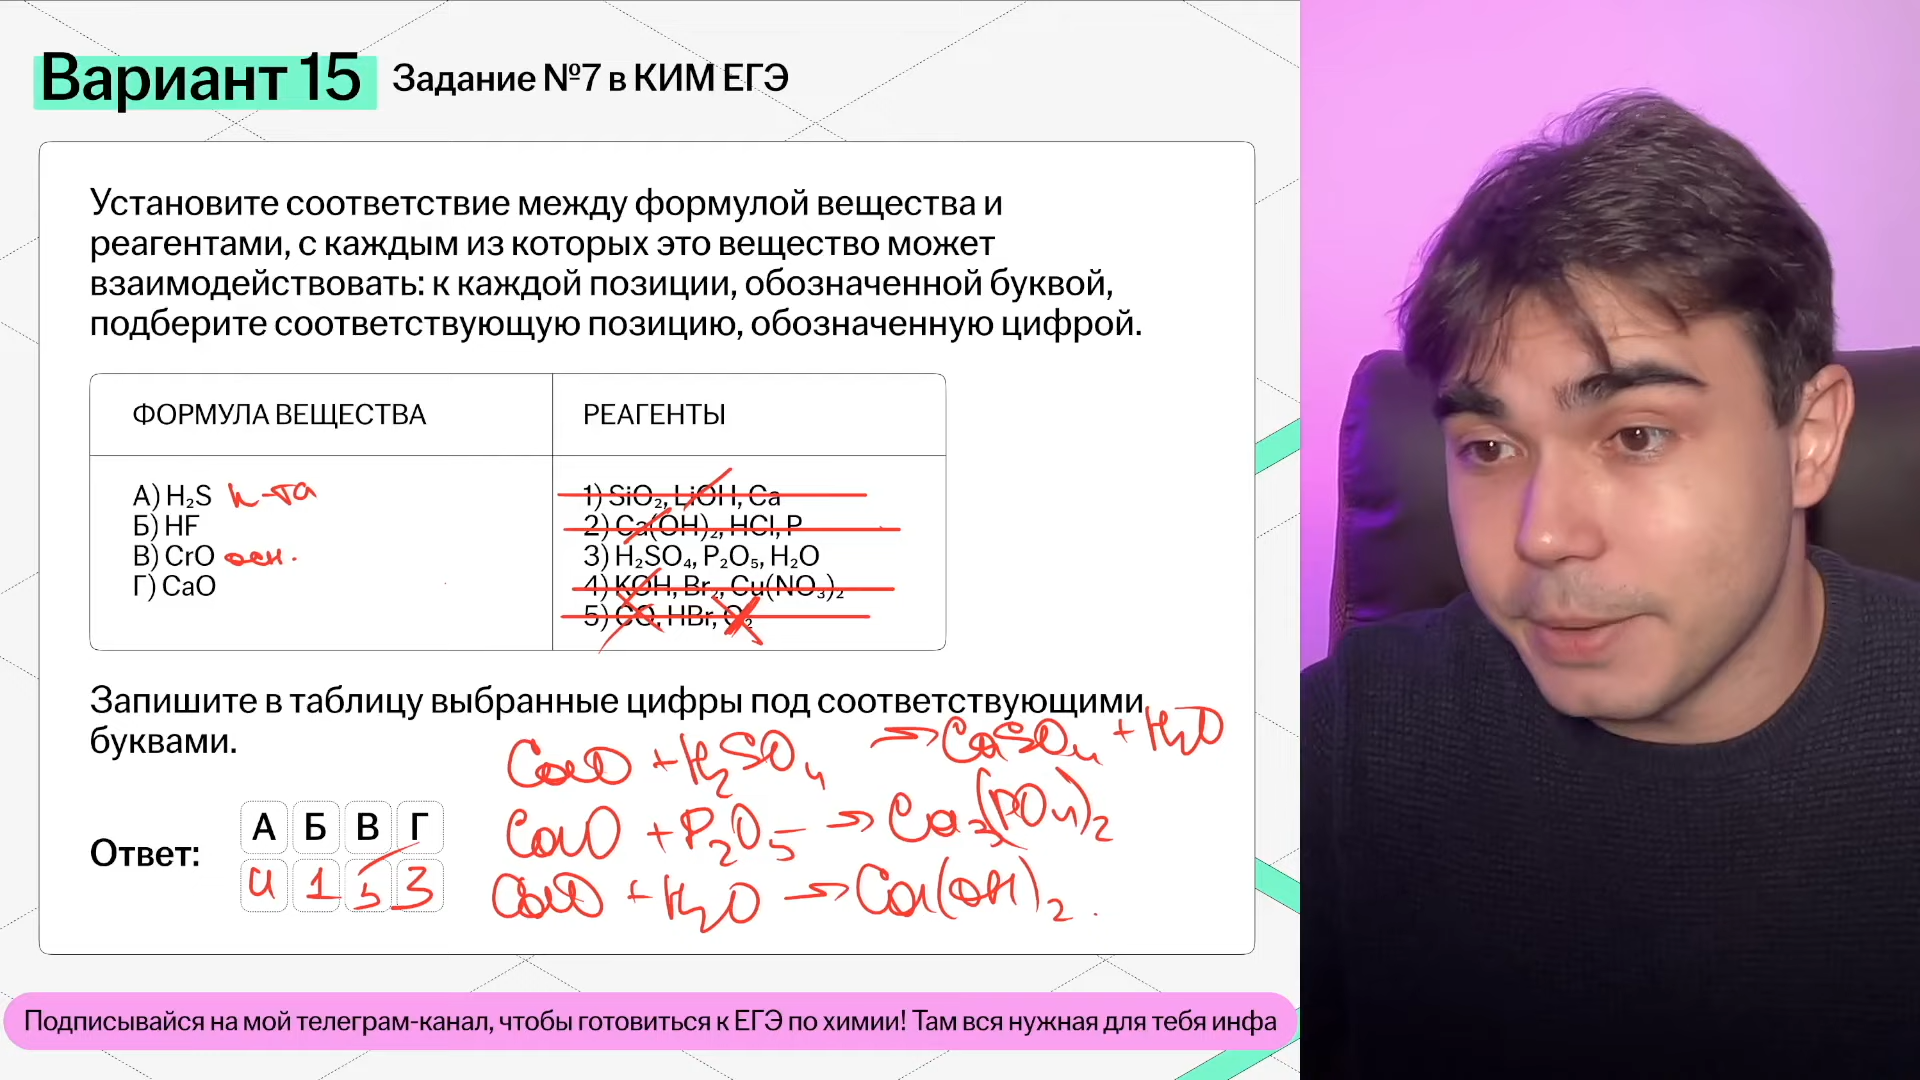 Вариант 15 Задание №7 в КИМ ЕГЭ
Установите соответствие между формулой вещества и
реагентами, с каждым из которых это вещество может
взаимодействовать: к каждой позиции, обозначенной буквой,
подберите соответствующую позицию, обозначенную цифрой.
ФОРМУЛА ВЕЩЕСТВА
РЕАГЕНТЫ
А) H₂S к-та
Б) HF
В) CrO осн.
Г) CaO
1) SiO₂, LiOH, Ca
2) Ca(OH)₂, HCl, P
3) H₂SO₄, P₂O₅, H₂O
4) KOH, Br₂, Cu(NO₃)₂
5) CO, HBr, O₂
Запишите в таблицу выбранные цифры под соответствующими
буквами.
CaO + H₂SO₄ → CaSO₄ + H₂O
CaO + P₂O₅ → Ca₃(PO₄)₂
CaO + H₂O → Ca(OH)₂.
Ответ:
А Б В Г
4 1 5 3
Подписывайся на мой телеграм-канал, чтобы готовиться к ЕГЭ по химии! Там вся нужная для тебя инфа